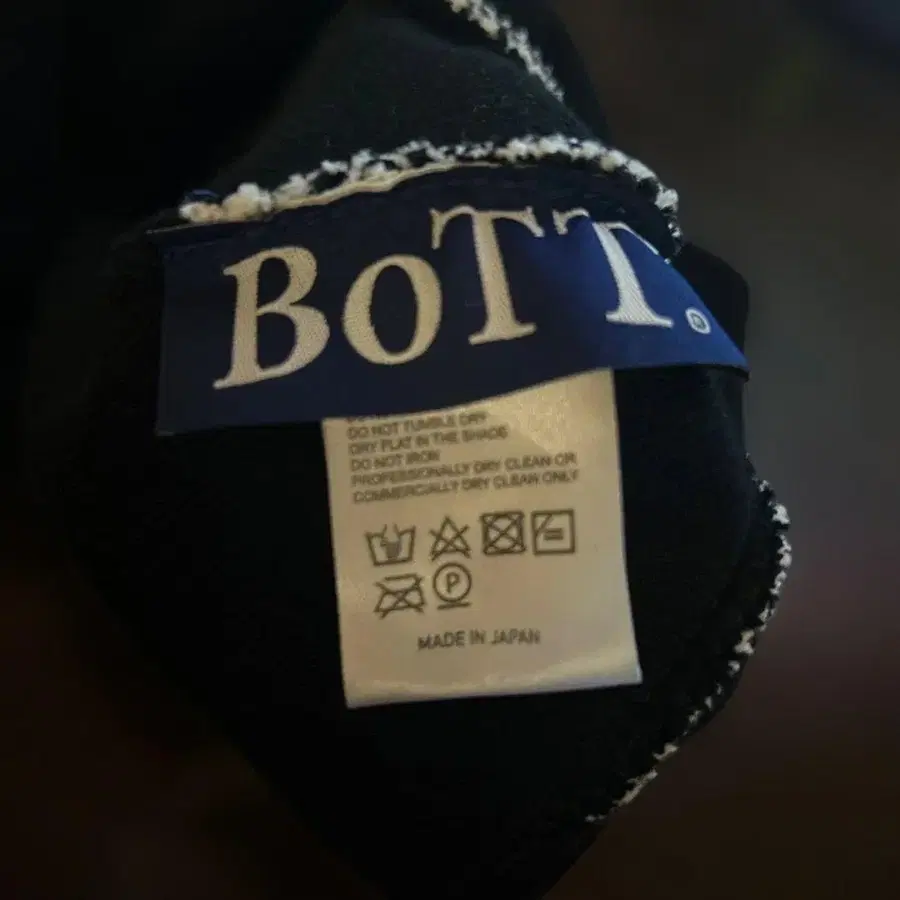 BoTT.
DO NOT TUMBLE DRY
DRY FLAT IN THE SHADE
DO NOT IRON
PROFESSIONALLY DRY CLEAN OR
COMMERCIALLY DRY CLEAN ONLY
P
MADE IN JAPAN